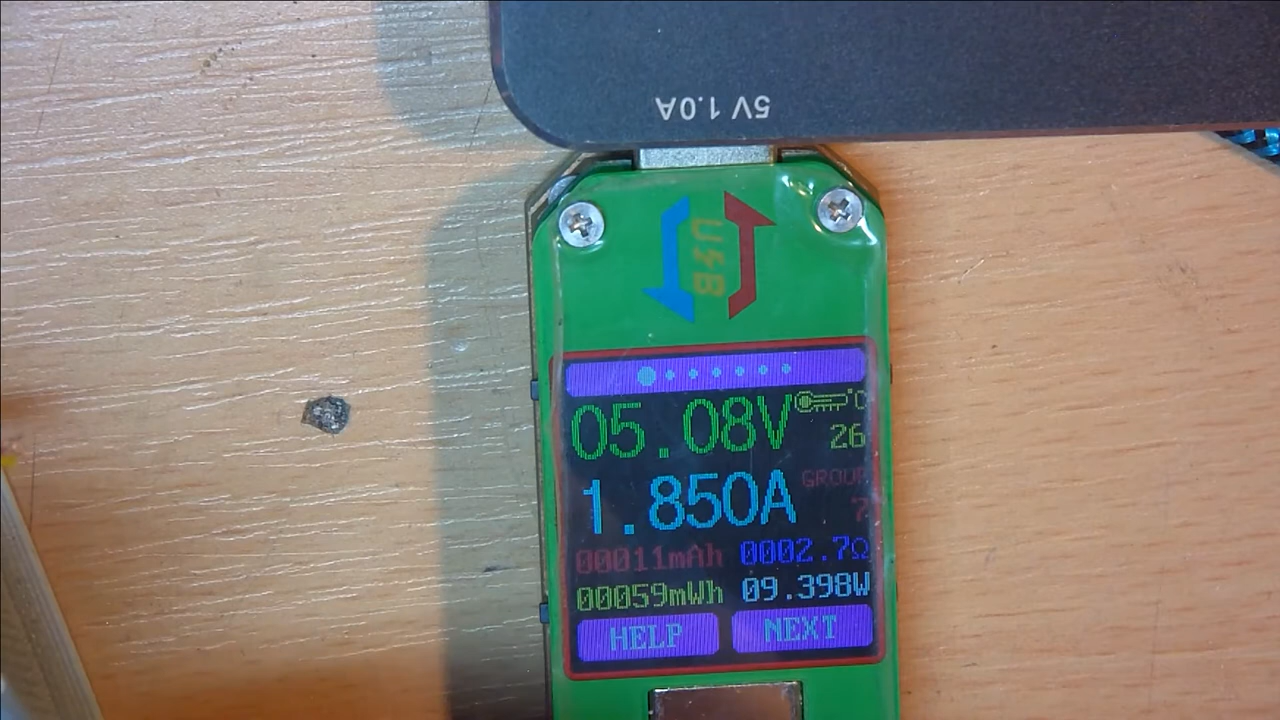 5V 1.0A
USB
05.08V °C
26
1.850A GROUP
7
00011mAh 0002.7Ω
00059mWh 09.398W
HELP NEXT